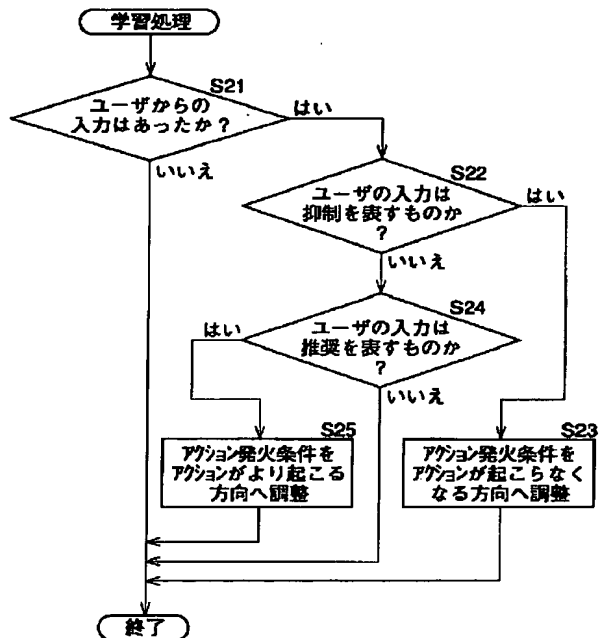 学習処理
S21
ユーザからの
入力はあったか？
はい
いいえ
S22
ユーザの入力は
抑制を表すものか
？
はい
いいえ
S24
ユーザの入力は
推奨を表すものか
？
はい
いいえ
S25
アクション発火条件を
アクションがより起こる
方向へ調整
S23
アクション発火条件を
アクションが起こらなく
なる方向へ調整
終了